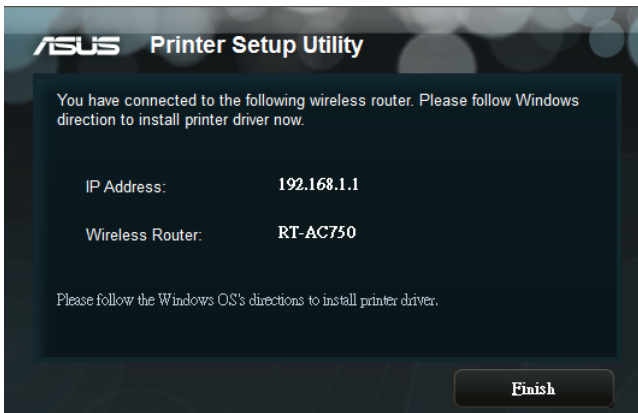 ASUS Printer Setup Utility
You have connected to the following wireless router. Please follow Windows
direction to install printer driver now.
IP Address: 192.168.1.1
Wireless Router: RT-AC750
Please follow the Windows OS's directions to install printer driver.
Finish